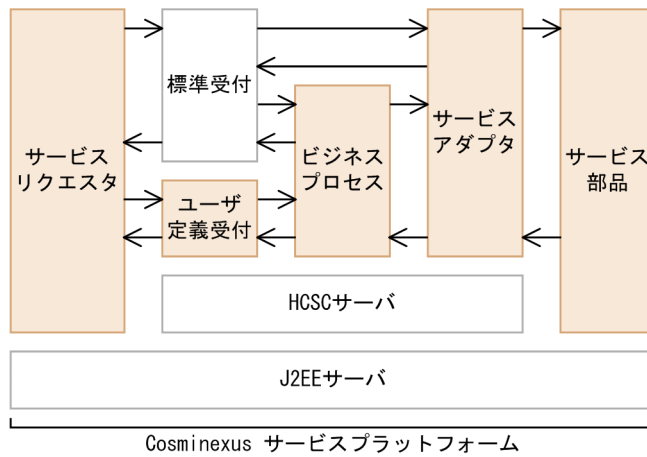 標準受付
サービス
リクエスタ
ユーザ
定義受付
ビジネス
プロセス
サービス
アダプタ
サービス
部品
HCSCサーバ
J2EEサーバ
Cosminexus サービスプラットフォーム